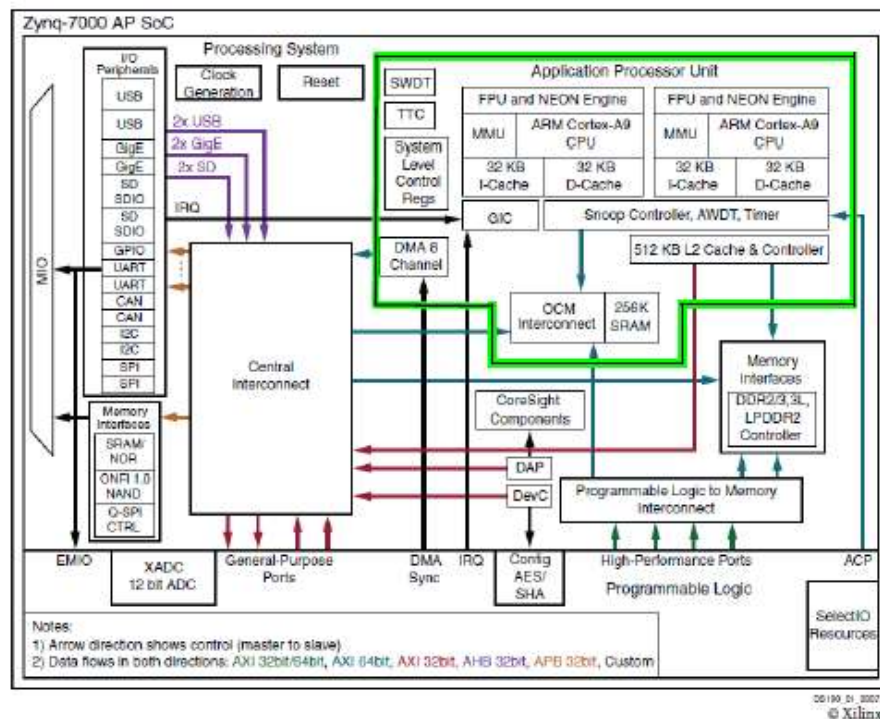 Zynq-7000 AP SoC
Processing System
I/O
Peripherals
USB
USB
GigE
GigE
SD
SDIO
SD
SDIO
GPIO
UART
UART
CAN
CAN
I2C
I2C
SPI
SPI
MIO
Memory
Interfaces
SRAM/
NOR
ONFI 1.0
NAND
Q-SPI
CTRL
Clock
Generation
Reset
2x USB
2x GigE
2x SD
IRQ
Central
Interconnect
SWDT
TTC
System
Level
Control
Regs
DMA 8
Channel
Application Processor Unit
FPU and NEON Engine
MMU
ARM Cortex-A9
CPU
32 KB
I-Cache
32 KB
D-Cache
FPU and NEON Engine
MMU
ARM Cortex-A9
CPU
32 KB
I-Cache
32 KB
D-Cache
GIC
Snoop Controller, AWDT, Timer
512 KB L2 Cache & Controller
OCM
Interconnect
256K
SRAM
Memory
Interfaces
DDR2/3,3L,
LPDDR2
Controller
CoreSight
Components
DAP
DevC
Programmable Logic to Memory
Interconnect
EMIO
XADC
12 bit ADC
General-Purpose
Ports
DMA
Sync
IRQ
Config
AES/
SHA
High-Performance Ports
ACP
Programmable Logic
SelectIO
Resources
Notes:
1) Arrow direction shows control (master to slave)
2) Data flows in both directions: AXI 32bit/64bit, AXI 64bit, AXI 32bit, AHB 32bit, APB 32bit, Custom
© Xilinx